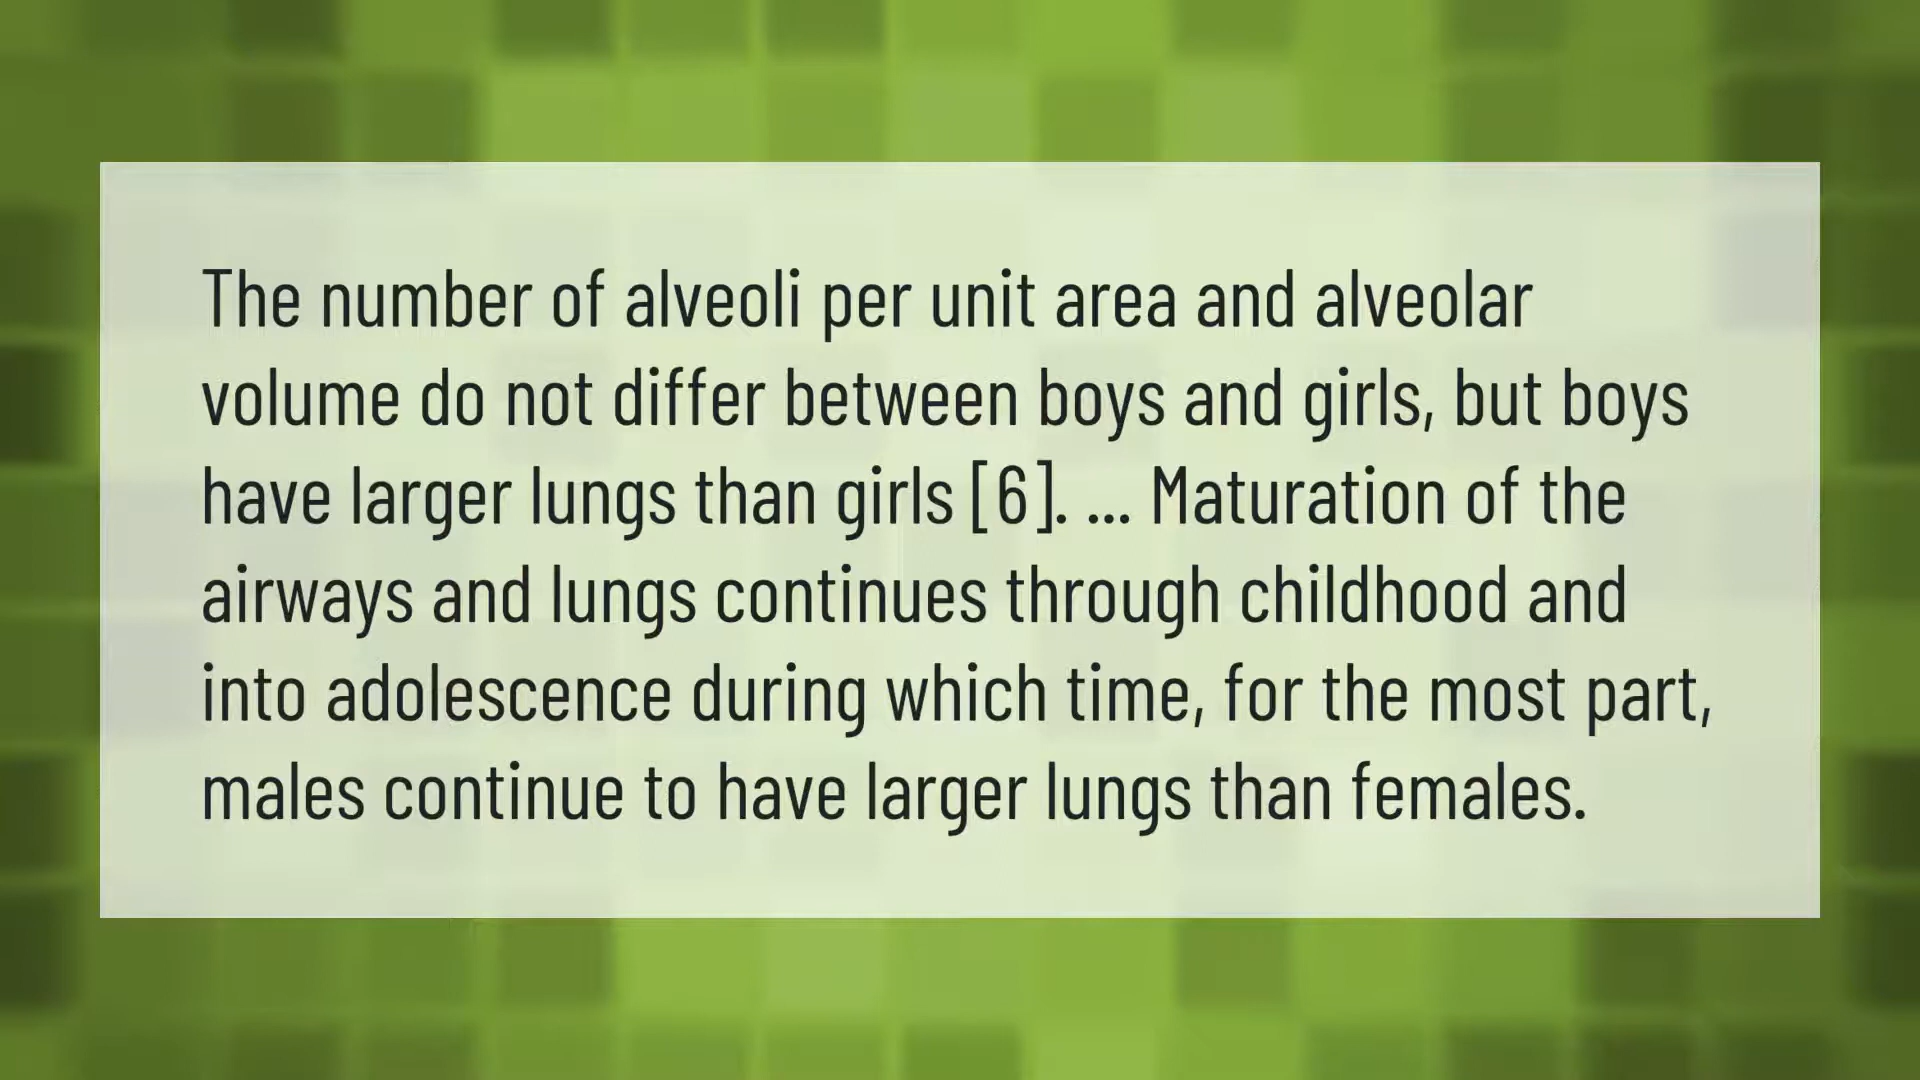 The number of alveoli per unit area and alveolar
volume do not differ between boys and girls, but boys
have larger lungs than girls [6]. ... Maturation of the
airways and lungs continues through childhood and
into adolescence during which time, for the most part,
males continue to have larger lungs than females.